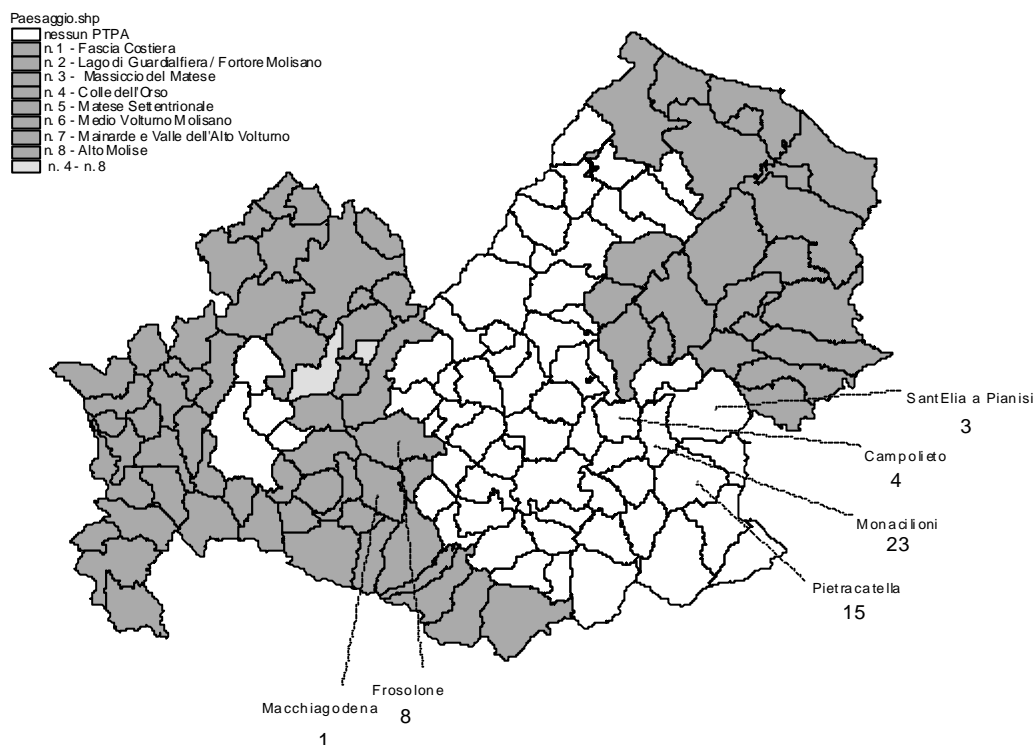 Paesaggio.shp
nessun PTPA
n. 1 - Fascia Costiera
n. 2 - Lago di Guardialfiera / Fortore Molisano
n. 3 - Massiccio del Matese
n. 4 - Colle dell'Orso
n. 5 - Matese Settentrionale
n. 6 - Medio Volturno Molisano
n. 7 - Mainarde e Valle dell'Alto Volturno
n. 8 - Alto Molise
n. 4 - n. 8
SantElia a Pianisi
3
Campolieto
4
Monacilioni
23
Pietracatella
15
Frosolone
8
Macchiagodena
1